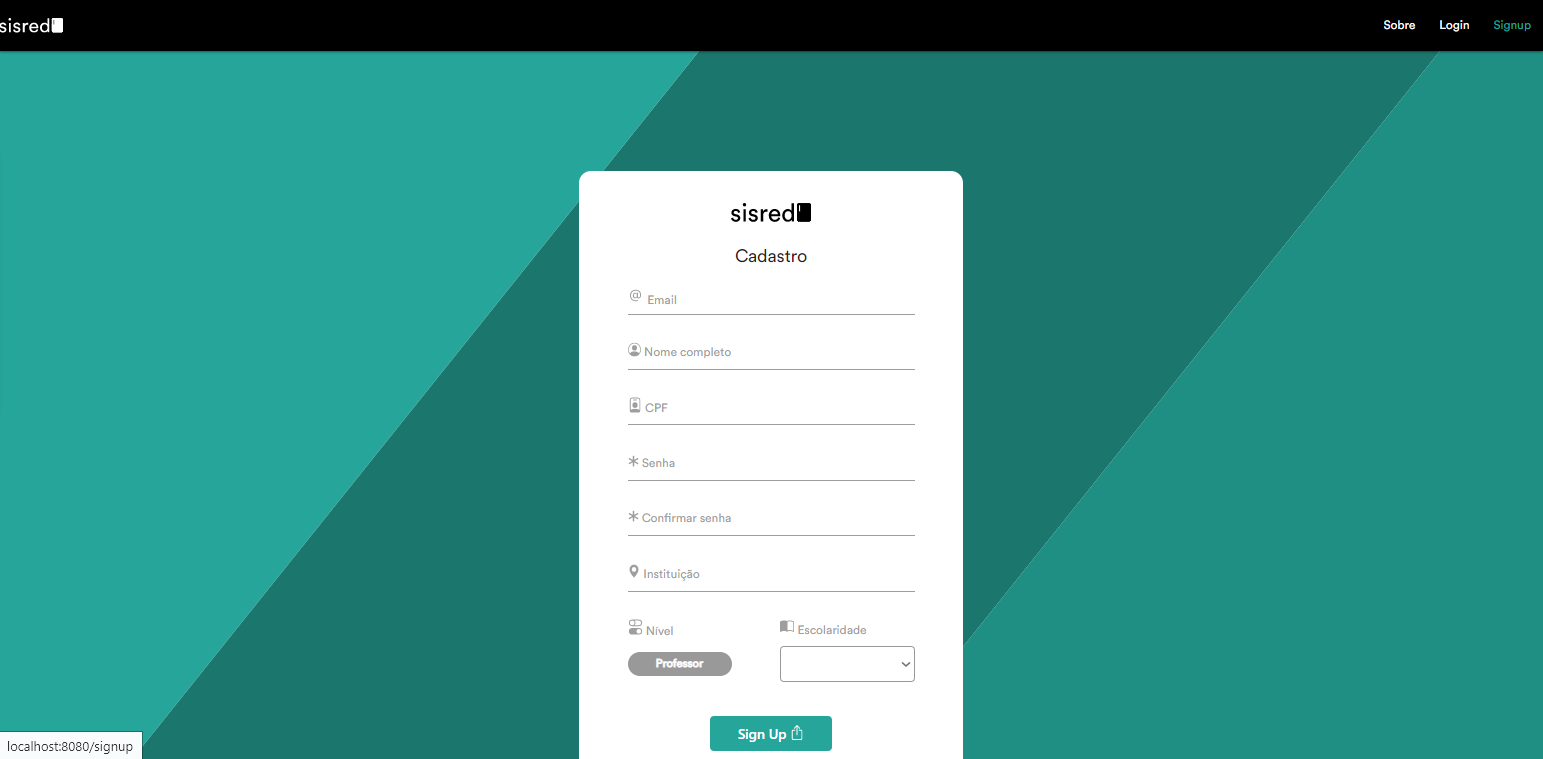 sisred
Sobre Login Signup
sisred
Cadastro
@ Email
Nome completo
CPF
* Senha
* Confirmar senha
Instituição
Nível Escolaridade
Professor
Sign Up
localhost:8080/signup